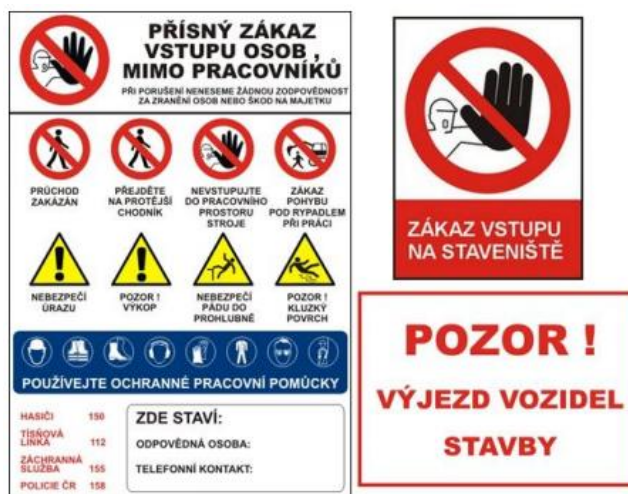 PŘÍSNÝ ZÁKAZ
VSTUPU OSOB ,
MIMO PRACOVNÍKŮ
PŘI PORUŠENÍ NENESEME ŽÁDNOU ZODPOVĚDNOST
ZA ZRANĚNÍ OSOB NEBO ŠKOD NA MAJETKU
PRŮCHOD
ZAKÁZÁN
PŘEJDĚTE
NA PROTĚJŠÍ
CHODNÍK
NEVSTUPUJTE
DO PRACOVNÍHO
PROSTORU
STROJE
ZÁKAZ
POHYBU
POD RYPADLEM
PŘI PRÁCI
NEBEZPEČÍ
ÚRAZU
POZOR !
VÝKOP
NEBEZPEČÍ
PÁDU DO
PROHLUBNĚ
POZOR !
KLUZKÝ
POVRCH
POUŽÍVEJTE OCHRANNÉ PRACOVNÍ POMŮCKY
HASIČI 150
TÍSŇOVÁ
LINKA 112
ZÁCHRANNÁ
SLUŽBA 155
POLICIE ČR 158
ZDE STAVÍ:
ODPOVĚDNÁ OSOBA:
TELEFONNÍ KONTAKT:
ZÁKAZ VSTUPU
NA STAVENIŠTĚ
POZOR !
VÝJEZD VOZIDEL
STAVBY